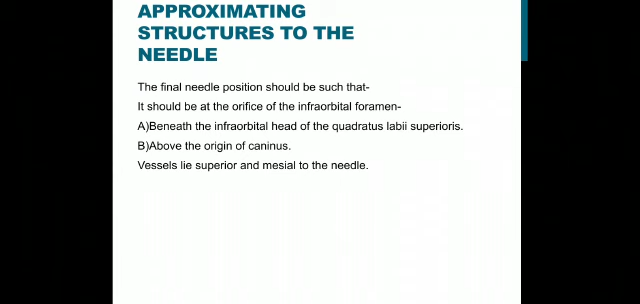 APPROXIMATING
STRUCTURES TO THE
NEEDLE
The final needle position should be such that-
It should be at the orifice of the infraorbital foramen-
A)Beneath the infraorbital head of the quadratus labii superioris.
B)Above the origin of caninus.
Vessels lie superior and mesial to the needle.